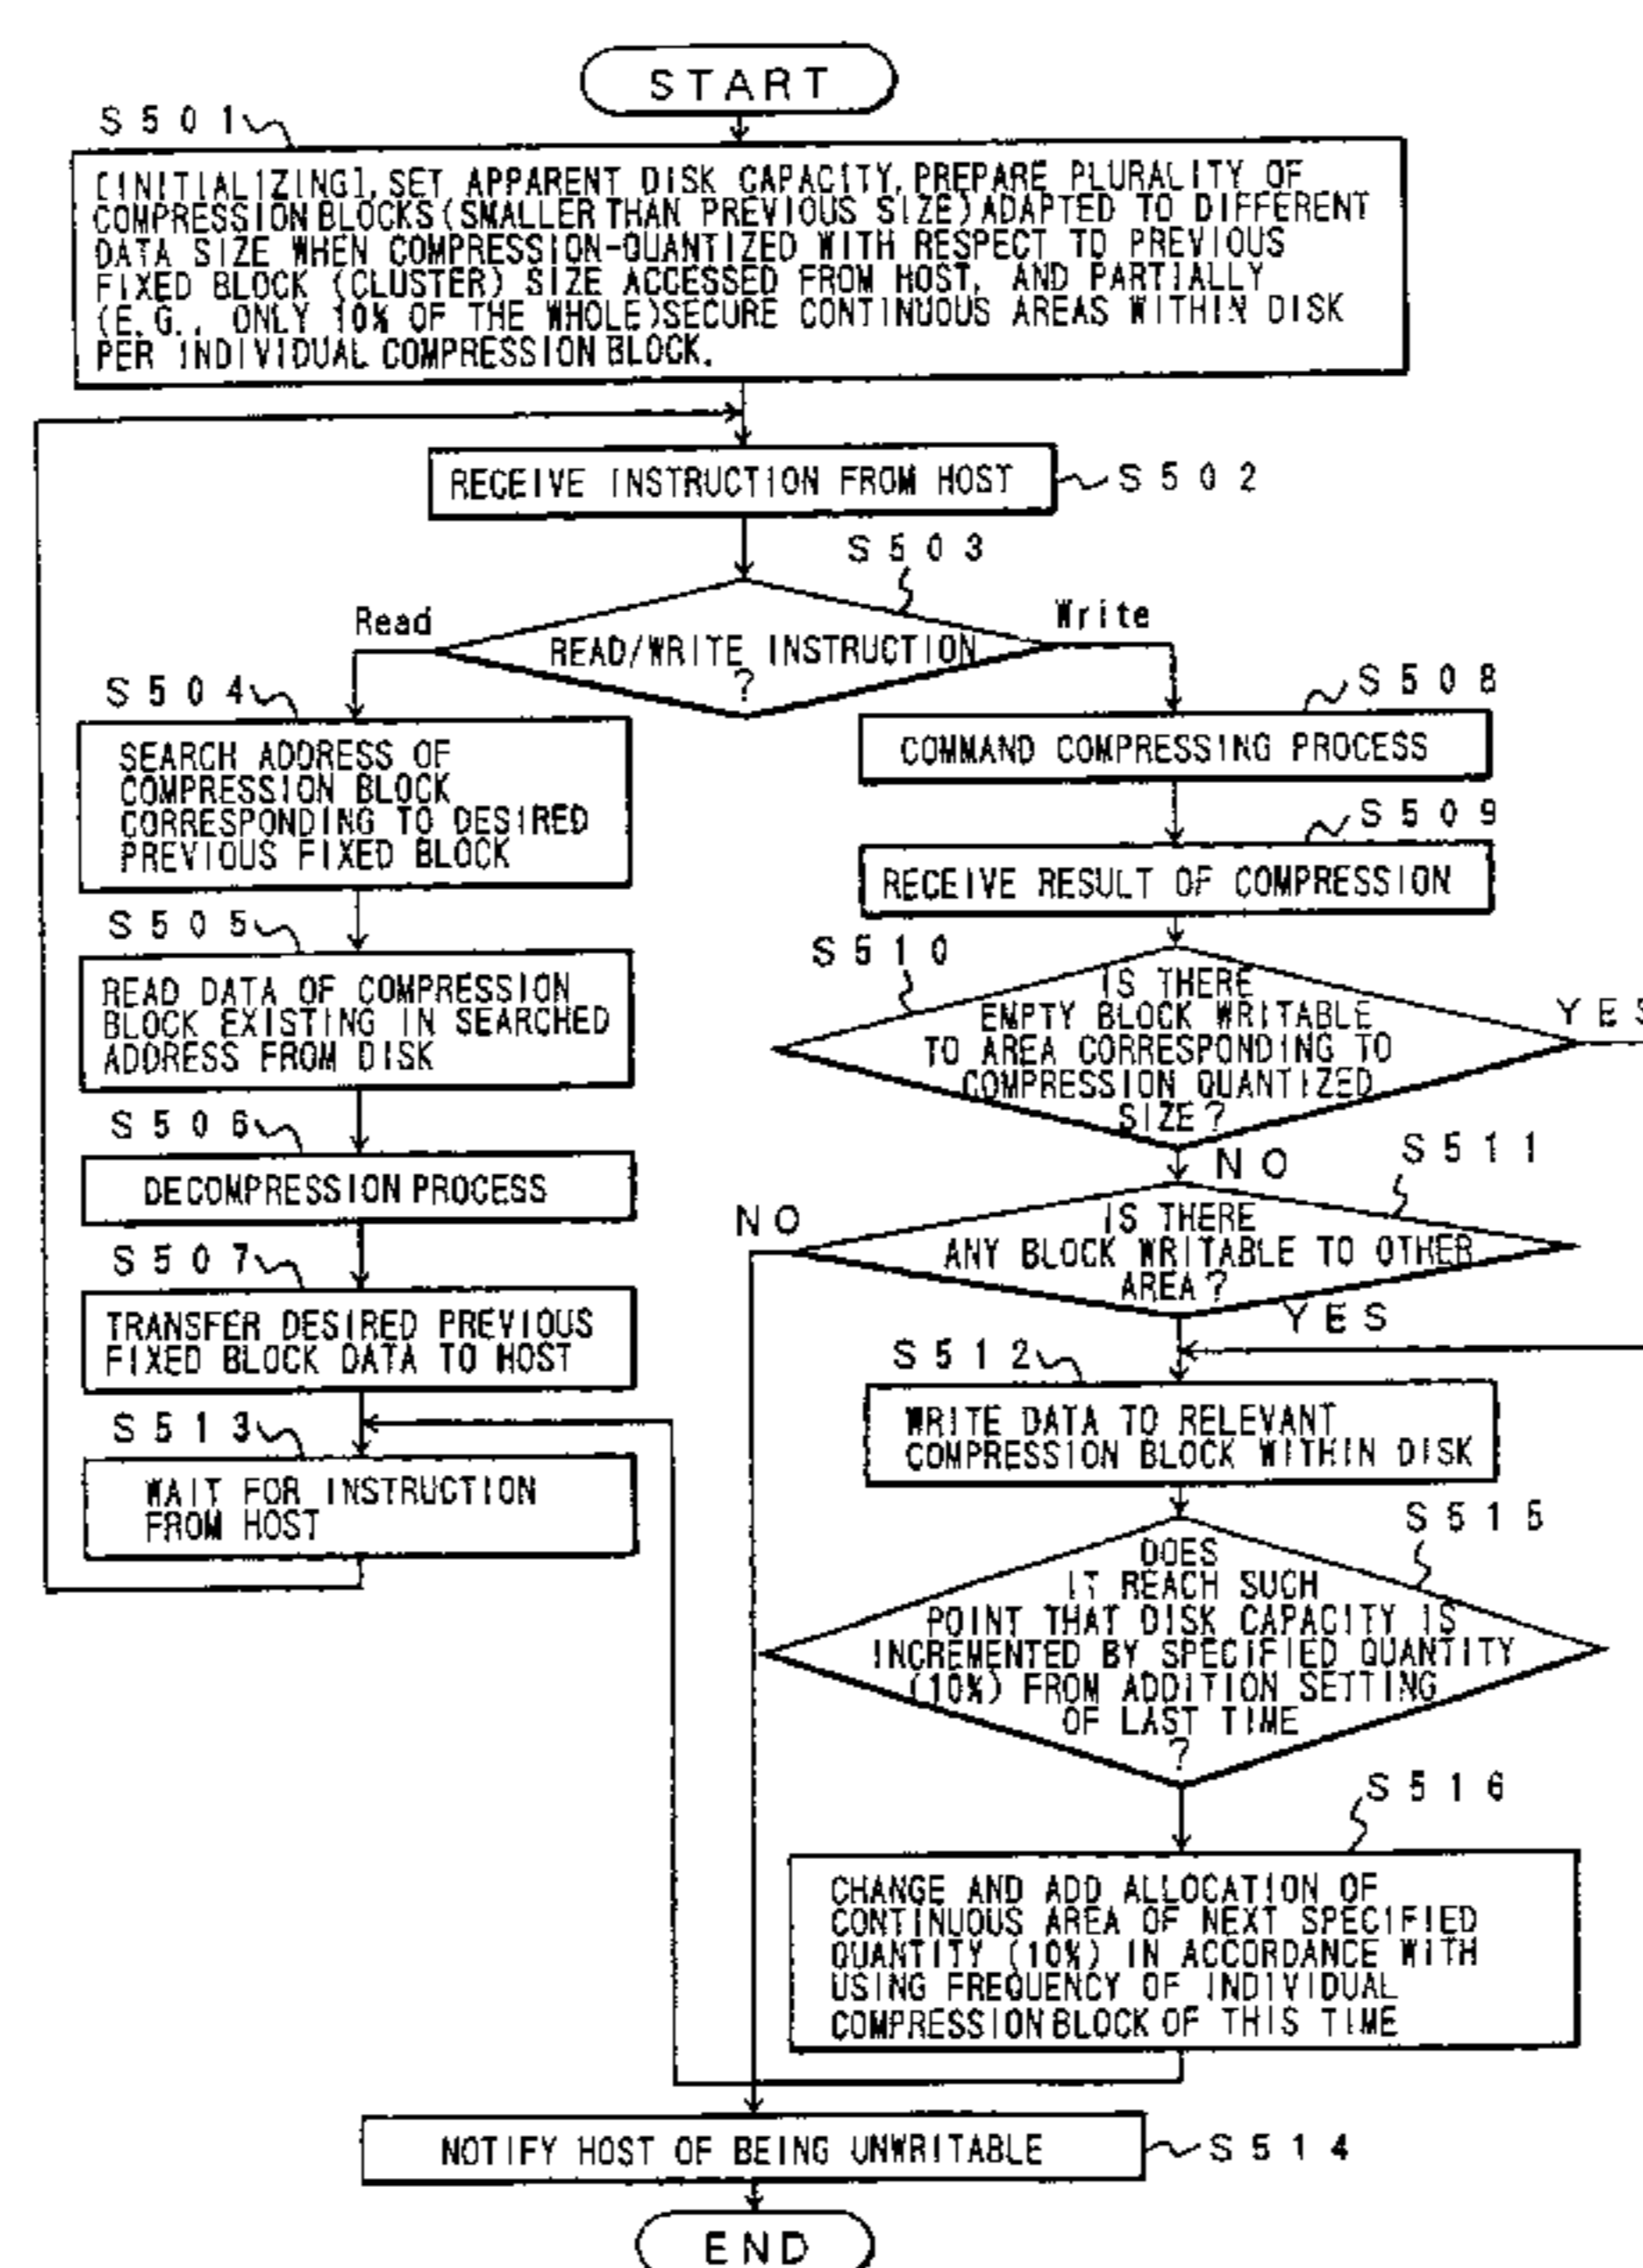 START
S501
[INITIALIZING], SET APPARENT DISK CAPACITY, PREPARE PLURALITY OF
COMPRESSION BLOCKS (SMALLER THAN PREVIOUS SIZE) ADAPTED TO DIFFERENT
DATA SIZE WHEN COMPRESSION-QUANTIZED WITH RESPECT TO PREVIOUS
FIXED BLOCK (CLUSTER) SIZE ACCESSED FROM HOST, AND PARTIALLY
(E.G., ONLY 10% OF THE WHOLE) SECURE CONTINUOUS AREAS WITHIN DISK
PER INDIVIDUAL COMPRESSION BLOCK.
RECEIVE INSTRUCTION FROM HOST
S502
S503
READ/WRITE INSTRUCTION
?
Read
Write
S504
SEARCH ADDRESS OF
COMPRESSION BLOCK
CORRESPONDING TO DESIRED
PREVIOUS FIXED BLOCK
S505
READ DATA OF COMPRESSION
BLOCK EXISTING IN SEARCHED
ADDRESS FROM DISK
S506
DECOMPRESSION PROCESS
S507
TRANSFER DESIRED PREVIOUS
FIXED BLOCK DATA TO HOST
S513
WAIT FOR INSTRUCTION
FROM HOST
S508
COMMAND COMPRESSING PROCESS
S509
RECEIVE RESULT OF COMPRESSION
S510
IS THERE
EMPTY BLOCK WRITABLE
TO AREA CORRESPONDING TO
COMPRESSION QUANTIZED
SIZE?
YES
NO
S511
IS THERE
ANY BLOCK WRITABLE TO OTHER
AREA?
NO
YES
S512
WRITE DATA TO RELEVANT
COMPRESSION BLOCK WITHIN DISK
S515
DOES
IT REACH SUCH
POINT THAT DISK CAPACITY IS
INCREMENTED BY SPECIFIED QUANTITY
(10%) FROM ADDITION SETTING
OF LAST TIME
?
S516
CHANGE AND ADD ALLOCATION OF
CONTINUOUS AREA OF NEXT SPECIFIED
QUANTITY (10%) IN ACCORDANCE WITH
USING FREQUENCY OF INDIVIDUAL
COMPRESSION BLOCK OF THIS TIME
NOTIFY HOST OF BEING UNWRITABLE
S514
END